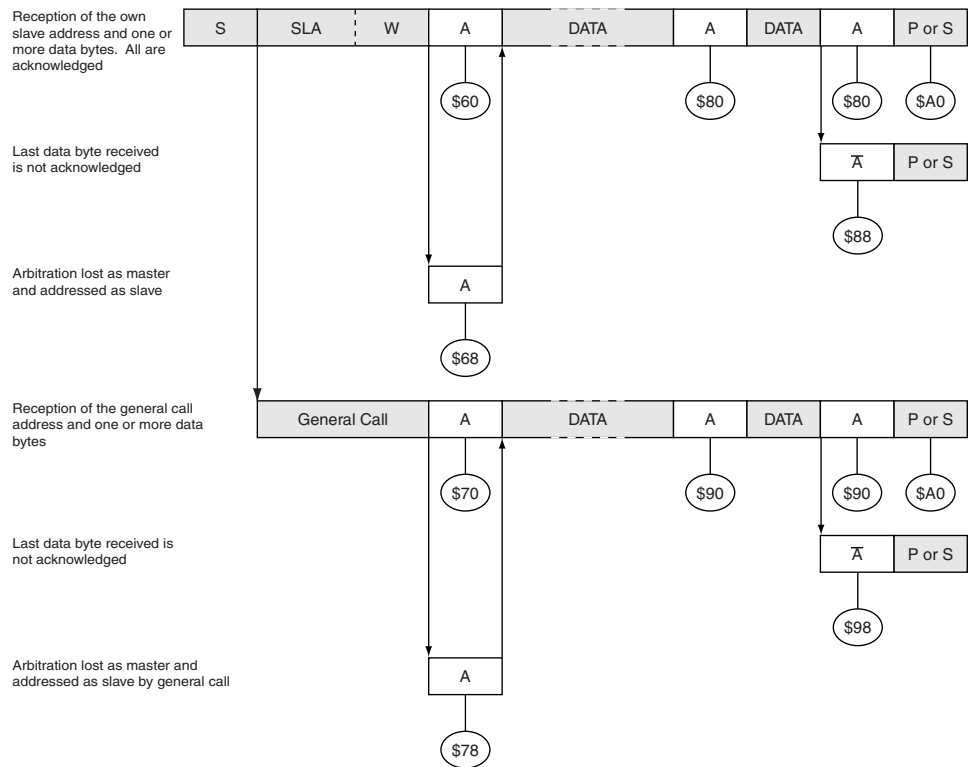 Reception of the own
slave address and one or
more data bytes. All are
acknowledged
S SLA W A DATA A DATA A P or S
$60 $80 $80 $A0
Last data byte received
is not acknowledged
A̅ P or S
$88
Arbitration lost as master
and addressed as slave
A
$68
Reception of the general call
address and one or more data
bytes
General Call A DATA A DATA A P or S
$70 $90 $90 $A0
Last data byte received is
not acknowledged
A̅ P or S
$98
Arbitration lost as master and
addressed as slave by general call
A
$78